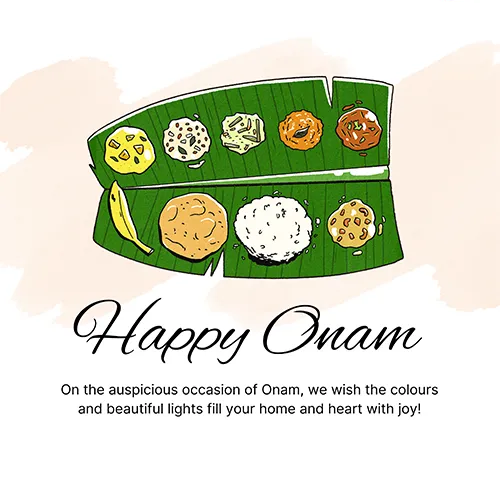 Happy Onam
On the auspicious occasion of Onam, we wish the colours
and beautiful lights fill your home and heart with joy!